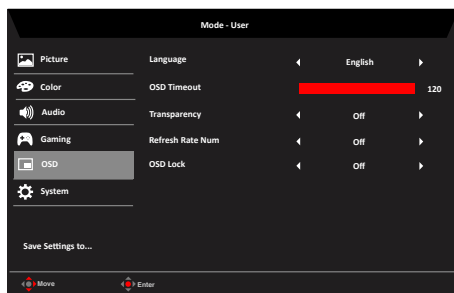 Mode - User
Picture
Language English
Color
OSD Timeout 120
Audio
Transparency Off
Gaming
Refresh Rate Num Off
OSD
OSD Lock Off
System
Save Settings to...
Move Enter